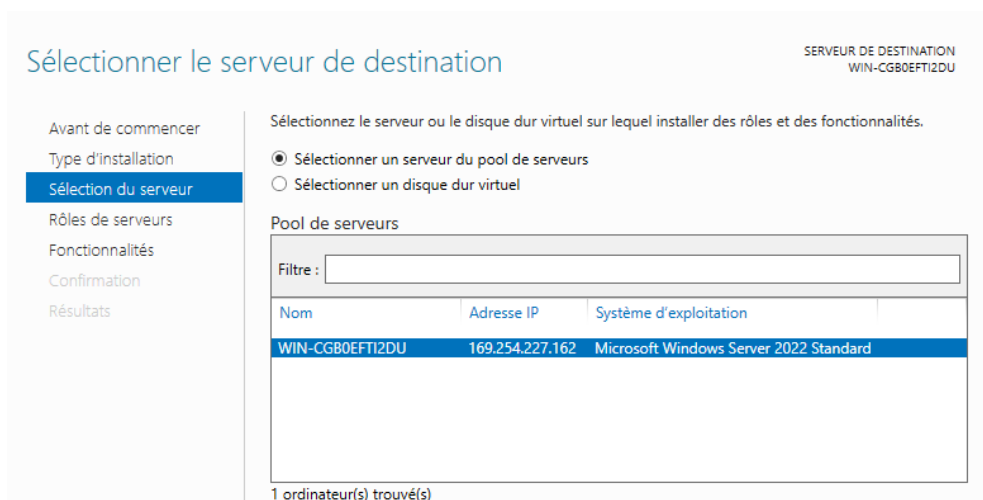 Sélectionner le serveur de destination
SERVEUR DE DESTINATION
WIN-CGB0EFTI2DU
Avant de commencer
Type d'installation
Sélection du serveur
Rôles de serveurs
Fonctionnalités
Confirmation
Résultats
Sélectionnez le serveur ou le disque dur virtuel sur lequel installer des rôles et des fonctionnalités.
Sélectionner un serveur du pool de serveurs
Sélectionner un disque dur virtuel
Pool de serveurs
Filtre :
Nom Adresse IP Système d'exploitation
WIN-CGB0EFTI2DU 169.254.227.162 Microsoft Windows Server 2022 Standard
1 ordinateur(s) trouvé(s)